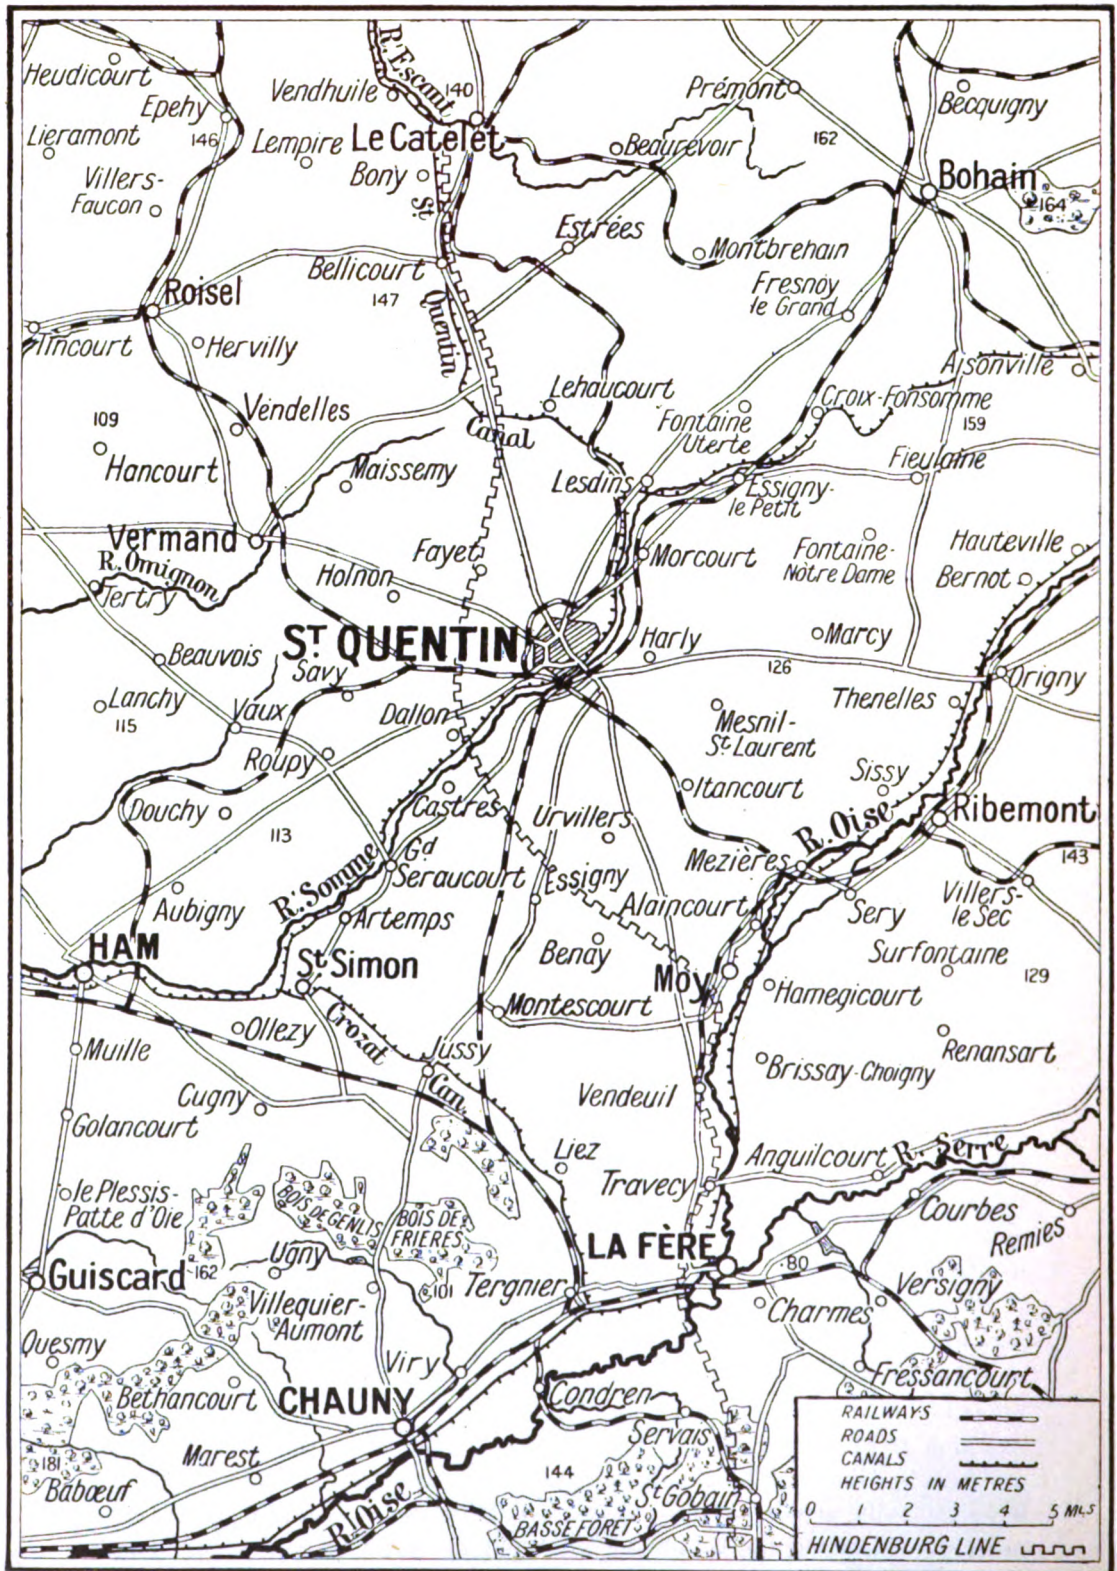 R. Escaut
Heudicourt
Vendhuile
140
Prémont
Becquigny
Epehy
146
Lieramont
Lempire
Le Catelet
Beaurevoir
162
Villers-
Faucon
Bony
Bohain
164
St.
Estrées
Montbrehain
Bellicourt
147
Roisel
Quentin
Fresnoy
le Grand
Tincourt
Hervilly
Aisonville
Lehaucourt
Croix-Fonsomme
Vendelles
109
Canal
Fontaine
Uterte
159
Hancourt
Maissemy
Lesdins
Fieulaine
Essigny-
le Petit
Vermand
Fayet
Morcourt
Fontaine-
Nôtre Dame
Hauteville
R. Omignon
Holnon
Bernot
Tertry
ST QUENTIN
Harly
Marcy
Beauvois
126
Savy
Origny
Lanchy
115
Vaux
Dallon
Thenelles
Mesnil-
St Laurent
Roupy
Sissy
Itancourt
Douchy
Castres
Urvillers
R. Oise
Ribemont
113
Gd
Seraucourt
Mezières
143
R. Somme
Essigny
Villers-
le Sec
Aubigny
Artemps
Alaincourt
Sery
HAM
St Simon
Benay
Surfontaine
Moy
129
Hamegicourt
Montescourt
Crozat
Ollezy
Muille
Jussy
Renansart
Brissay-Choigny
Can.
Vendeuil
Cugny
Golancourt
Liez
Anguilcourt
R. Serre
Travecy
le Plessis-
Patte d'Oie
BOIS DE GENLIS
BOIS DE
FRIERES
Courbes
Remies
Ugny
LA FÈRE
162
Guiscard
101
Tergnier
80
Versigny
Villequier-
Aumont
Charmes
Quesmy
Viry
Fressancourt
Béthancourt
CHAUNY
Condren
Servais
181
Marest
144
Babœuf
St Gobain
R. Oise
BASSE FORET
RAILWAYS
ROADS
CANALS
HEIGHTS IN METRES
0 1 2 3 4 5 MLS
HINDENBURG LINE